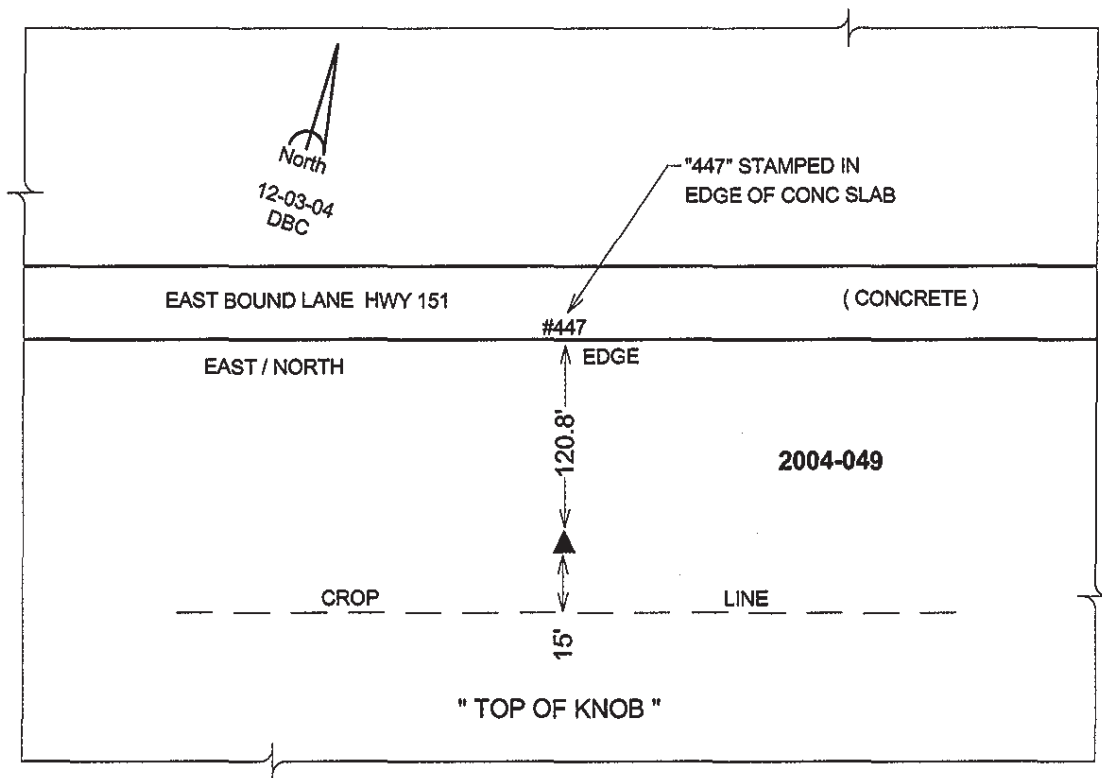 North
12-03-04
DBC
"447" STAMPED IN
EDGE OF CONC SLAB
EAST BOUND LANE HWY 151
( CONCRETE )
#447
EAST / NORTH
EDGE
120.8'
2004-049
CROP
LINE
15'
" TOP OF KNOB "